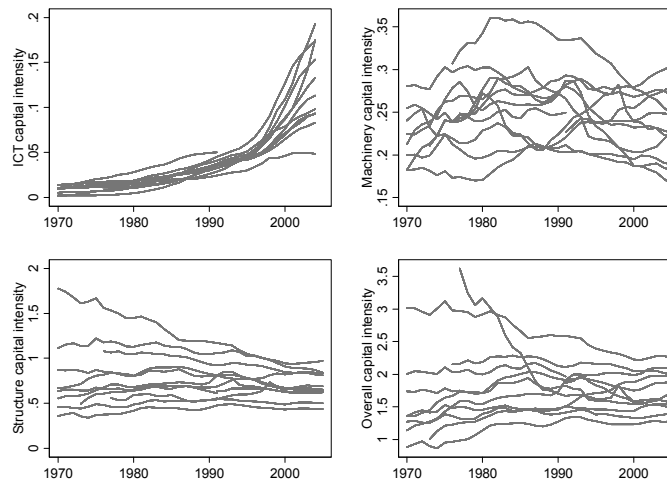 ICT captial intensity
0 .05 .1 .15 .2
1970 1980 1990 2000
Machinery capital intensity
.15 .2 .25 .3 .35
1970 1980 1990 2000
Structure capital intensity
0 .5 1 1.5 2
1970 1980 1990 2000
Overall capital intensity
1 1.5 2 2.5 3 3.5
1970 1980 1990 2000